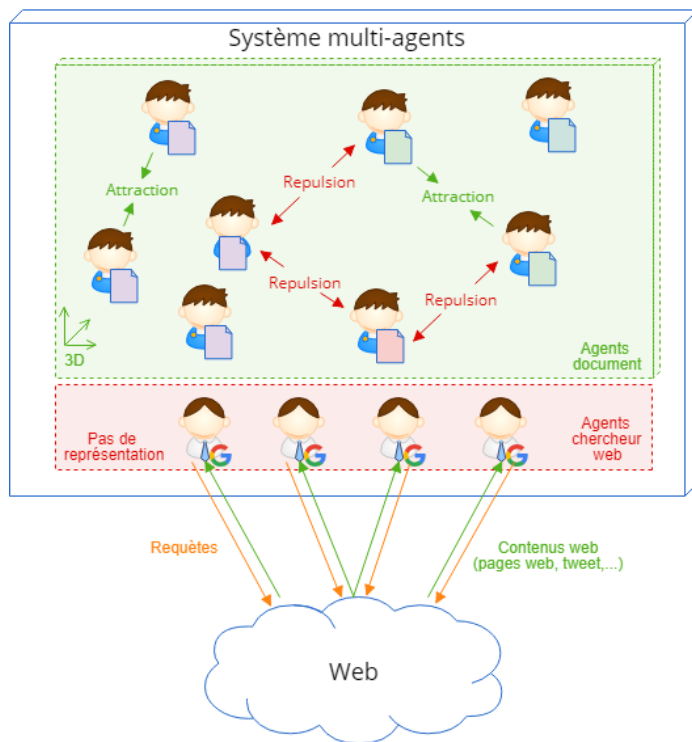 Système multi-agents
Attraction
Repulsion
Attraction
Repulsion
Repulsion
3D
Agents
document
Pas de
représentation
Agents
chercheur
web
Requètes
Contenus web
(pages web, tweet,...)
Web